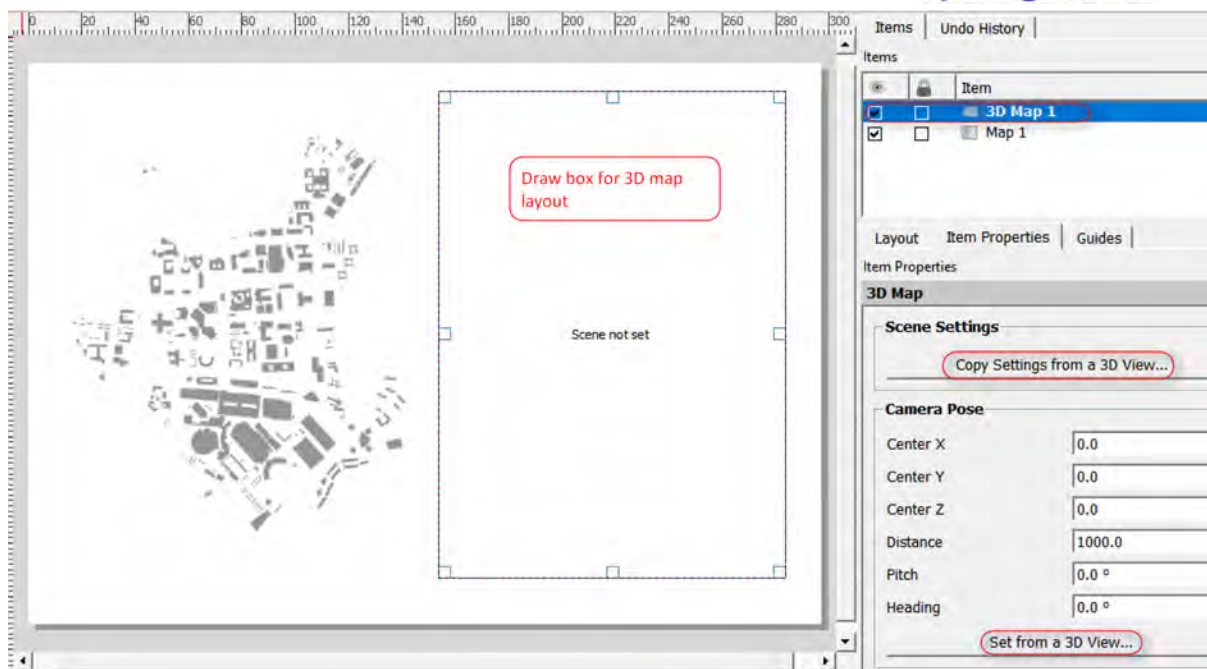 0 20 40 60 80 100 120 140 160 180 200 220 240 260 280 300
Items Undo History
Items
Item
3D Map 1
Map 1
Draw box for 3D map
layout
Scene not set
Layout Item Properties Guides
Item Properties
3D Map
Scene Settings
Copy Settings from a 3D View...
Camera Pose
Center X 0.0
Center Y 0.0
Center Z 0.0
Distance 1000.0
Pitch 0.0 °
Heading 0.0 °
Set from a 3D View...